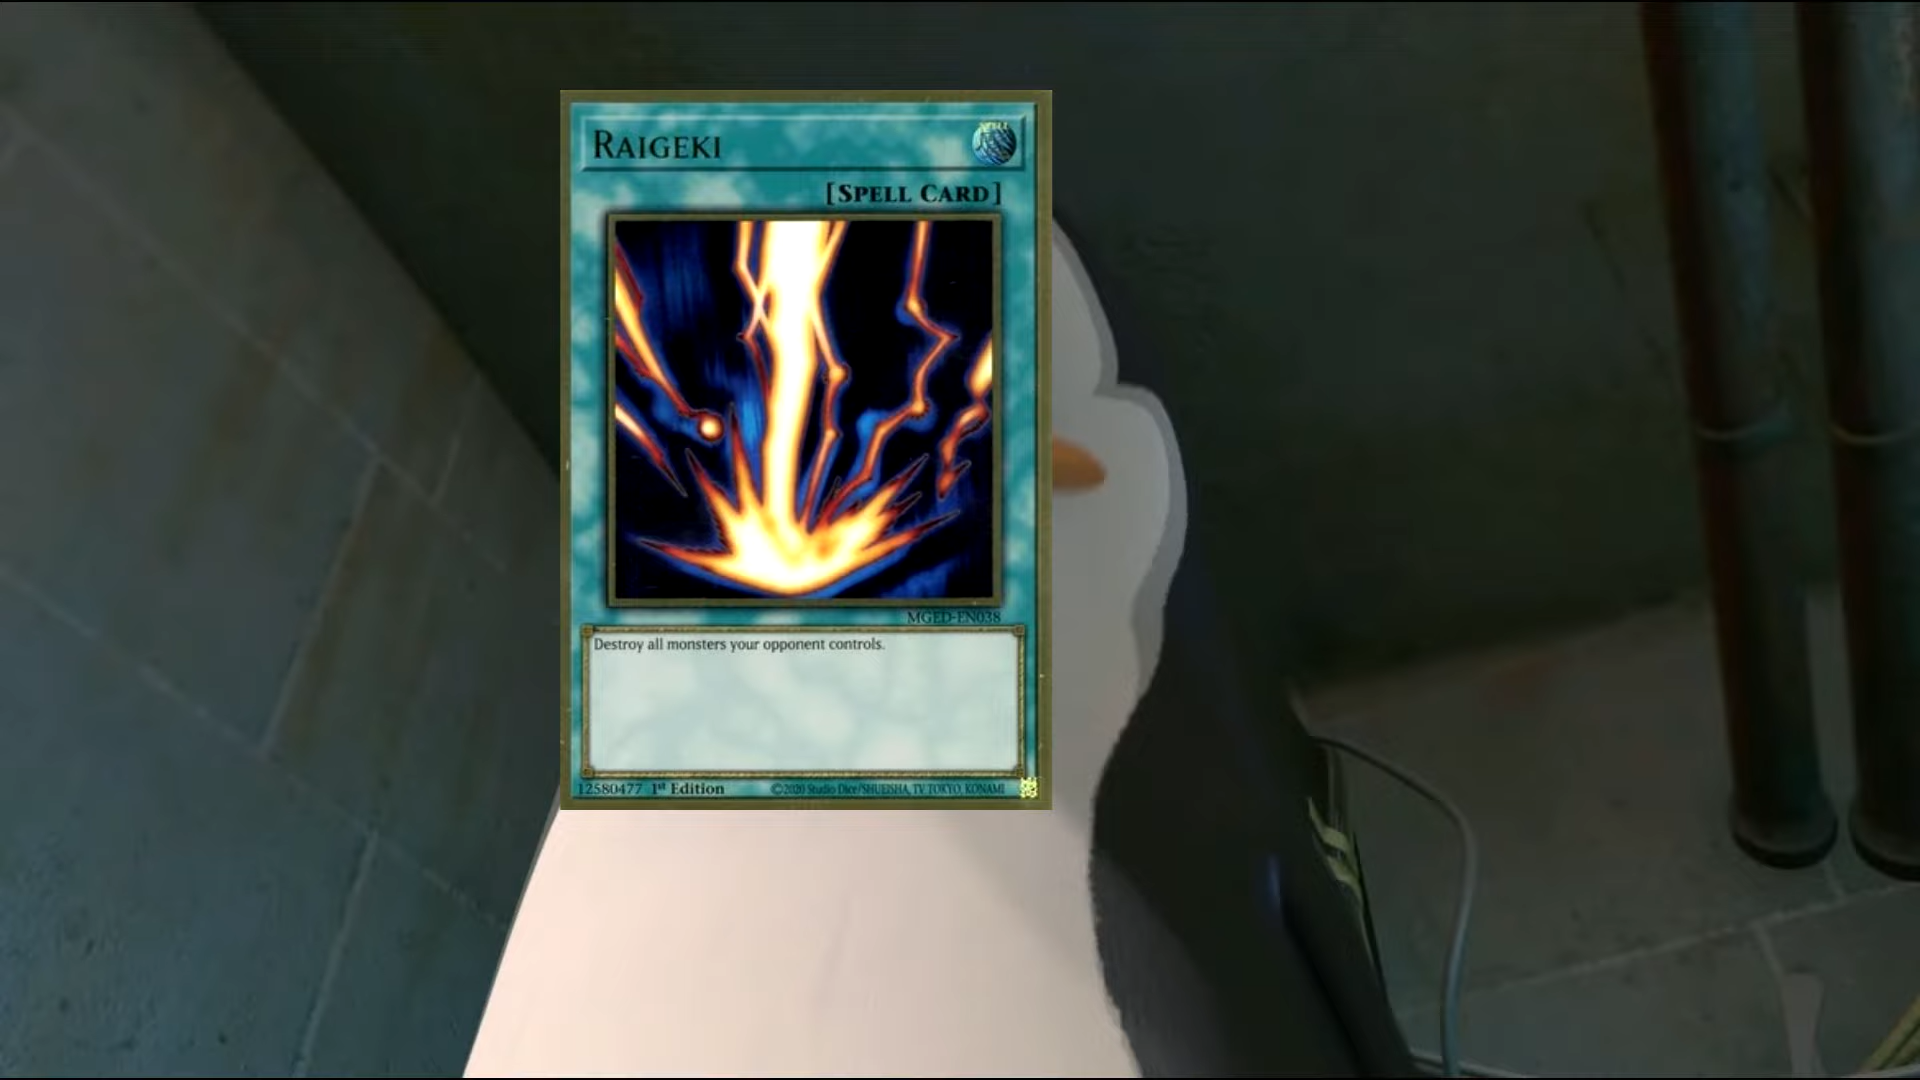 RAIGEKI
SPELL
[SPELL CARD]
MGED-EN038
Destroy all monsters your opponent controls.
12580477 1st Edition ©2020 Studio Dice/SHUEISHA, TV TOKYO, KONAMI